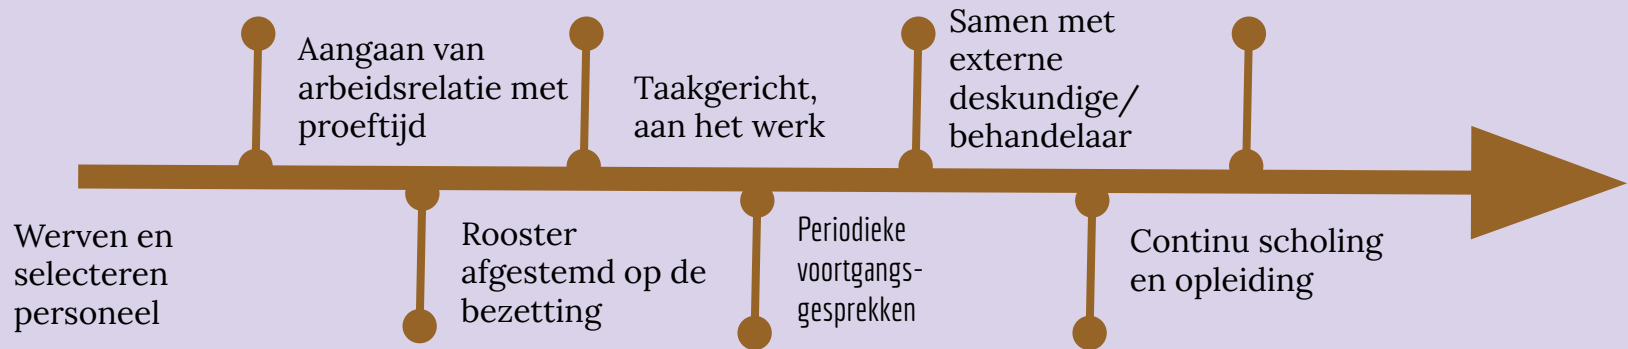 Werven en
selecteren
personeel
Aangaan van
arbeidsrelatie met
proeftijd
Rooster
afgestemd op de
bezetting
Taakgericht,
aan het werk
Periodieke
voortgangs-
gesprekken
Samen met
externe
deskundige/
behandelaar
Continu scholing
en opleiding